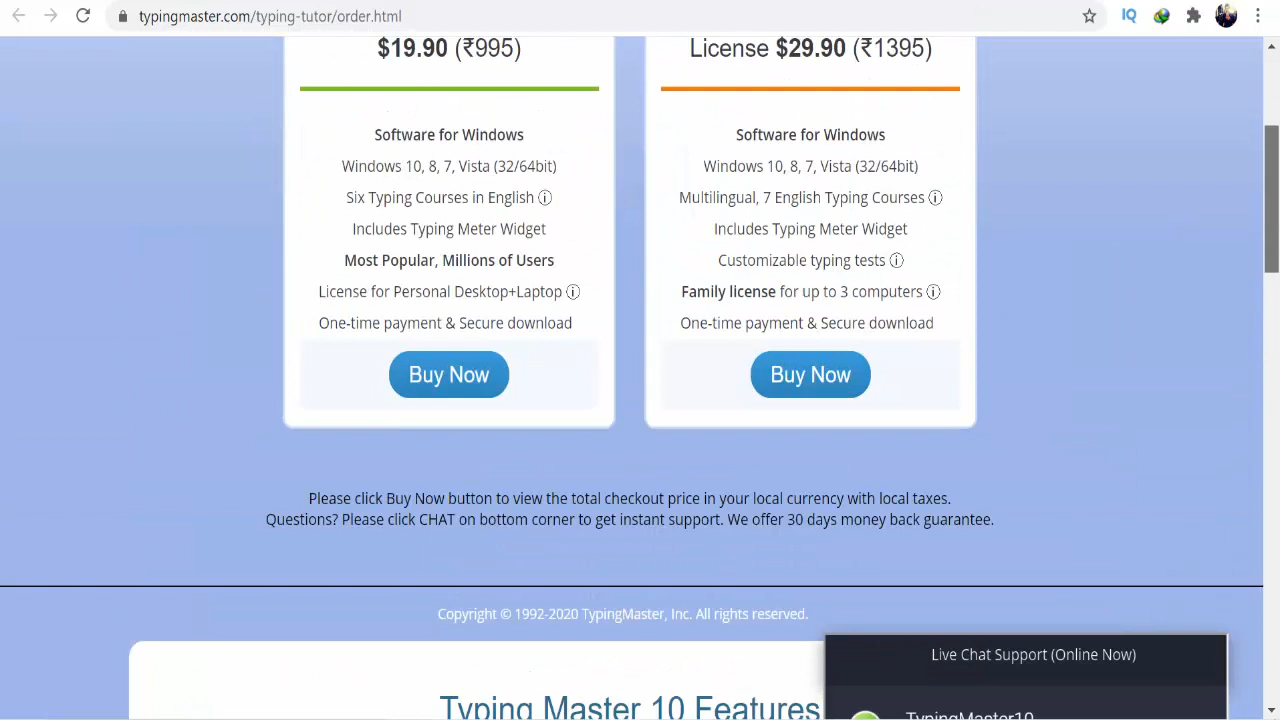 typingmaster.com/typing-tutor/order.html
IQ
$19.90 (₹995)
Software for Windows
Windows 10, 8, 7, Vista (32/64bit)
Six Typing Courses in English ⓘ
Includes Typing Meter Widget
Most Popular, Millions of Users
License for Personal Desktop+Laptop ⓘ
One-time payment & Secure download
Buy Now
License $29.90 (₹1395)
Software for Windows
Windows 10, 8, 7, Vista (32/64bit)
Multilingual, 7 English Typing Courses ⓘ
Includes Typing Meter Widget
Customizable typing tests ⓘ
Family license for up to 3 computers ⓘ
One-time payment & Secure download
Buy Now
Please click Buy Now button to view the total checkout price in your local currency with local taxes.
Questions? Please click CHAT on bottom corner to get instant support. We offer 30 days money back guarantee.
Copyright © 1992-2020 TypingMaster, Inc. All rights reserved.
Typing Master 10 Features
Live Chat Support (Online Now)
TypingMaster10